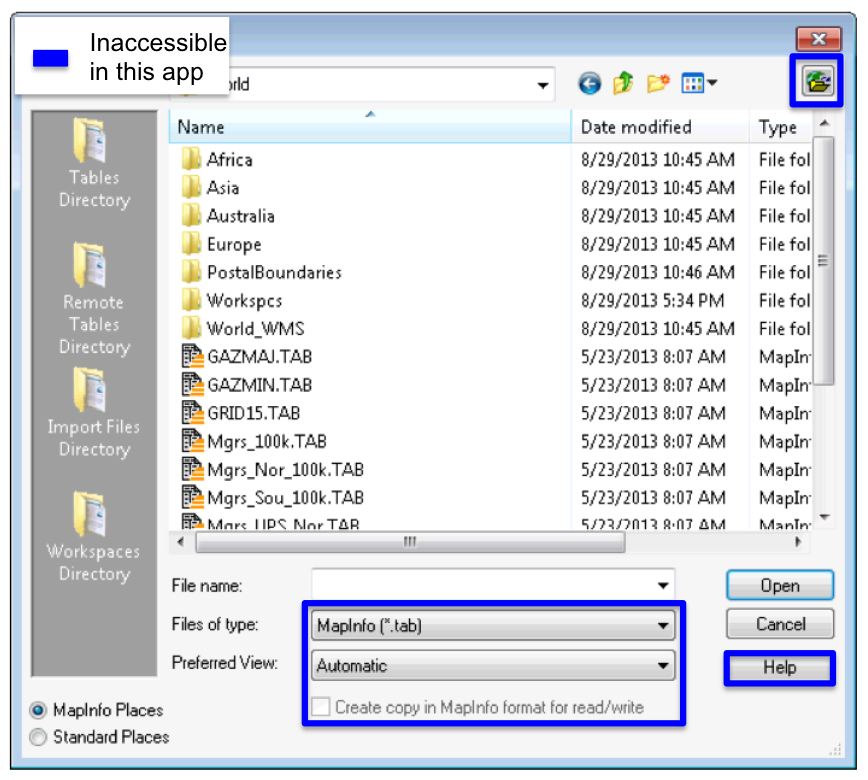 Inaccessible
in this app
orld
Name Date modified Type
Africa 8/29/2013 10:45 AM File fol
Asia 8/29/2013 10:45 AM File fol
Australia 8/29/2013 10:45 AM File fol
Europe 8/29/2013 10:45 AM File fol
PostalBoundaries 8/29/2013 10:46 AM File fol
Workspcs 8/29/2013 5:34 PM File fol
World_WMS 8/29/2013 10:45 AM File fol
GAZMAJ.TAB 5/23/2013 8:07 AM MapIn
GAZMIN.TAB 5/23/2013 8:07 AM MapIn
GRID15.TAB 5/23/2013 8:07 AM MapIn
Mgrs_100k.TAB 5/23/2013 8:07 AM MapIn
Mgrs_Nor_100k.TAB 5/23/2013 8:07 AM MapIn
Mgrs_Sou_100k.TAB 5/23/2013 8:07 AM MapIn
Mgrs_UPS_Nor.TAB 5/23/2013 8:07 AM MapIn
Tables
Directory
Remote
Tables
Directory
Import Files
Directory
Workspaces
Directory
File name: Open
Files of type: MapInfo (*.tab) Cancel
Preferred View: Automatic Help
Create copy in MapInfo format for read/write
MapInfo Places
Standard Places